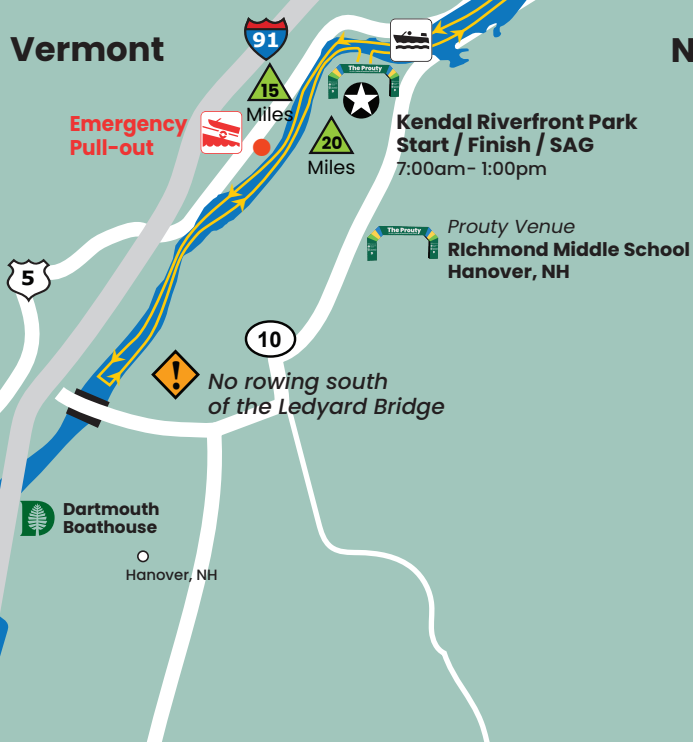 Vermont
N
91
15
Miles
The Prouty
Emergency
Pull-out
20
Miles
Kendal Riverfront Park
Start / Finish / SAG
7:00am- 1:00pm
The Prouty
Prouty Venue
RIchmond Middle School
Hanover, NH
5
10
!
No rowing south
of the Ledyard Bridge
D
Dartmouth
Boathouse
Hanover, NH